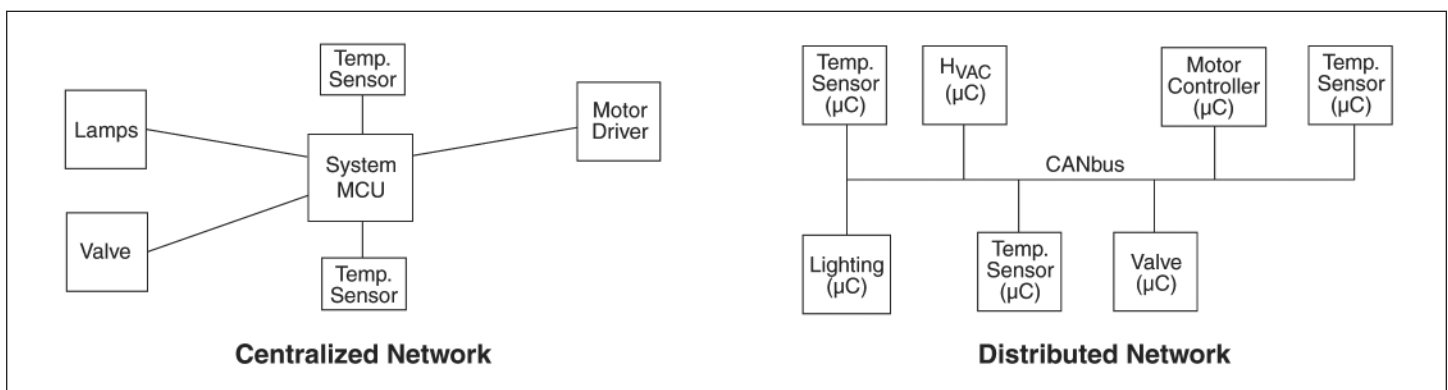 Temp.
Sensor
Lamps
Motor
Driver
System
MCU
Valve
Temp.
Sensor
Centralized Network
Temp.
Sensor
(µC)
HVAC
(µC)
Motor
Controller
(µC)
Temp.
Sensor
(µC)
CANbus
Lighting
(µC)
Temp.
Sensor
(µC)
Valve
(µC)
Distributed Network